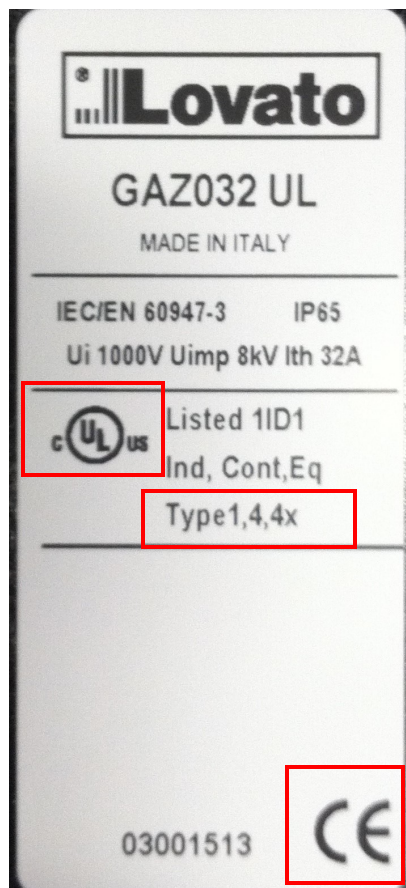 ® Lovato
GAZ032 UL
MADE IN ITALY
IEC/EN 60947-3 IP65
Ui 1000V Uimp 8kV Ith 32A
C UL US Listed 1ID1
Ind, Cont,Eq
Type1,4,4x
03001513 CE